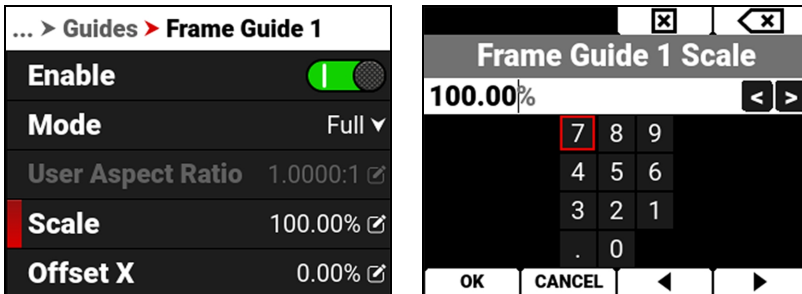 ... > Guides > Frame Guide 1
Enable
Mode Full
User Aspect Ratio 1.0000:1
Scale 100.00%
Offset X 0.00%
Frame Guide 1 Scale
100.00% < >
7 8 9
4 5 6
3 2 1
. 0
OK CANCEL